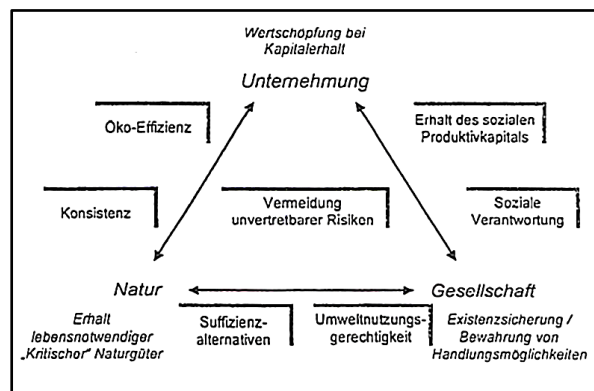 Wertschöpfung bei
Kapitalerhalt
Unternehmung
Öko-Effizienz
Erhalt des sozialen
Produktivkapitals
Konsistenz
Vermeidung
unvertretbarer Risiken
Soziale
Verantwortung
Natur
Gesellschaft
Erhalt
lebensnotwendiger
„Kritischer" Naturgüter
Suffizienz-
alternativen
Umweltnutzungs-
gerechtigkeit
Existenzsicherung /
Bewahrung von
Handlungsmöglichkeiten